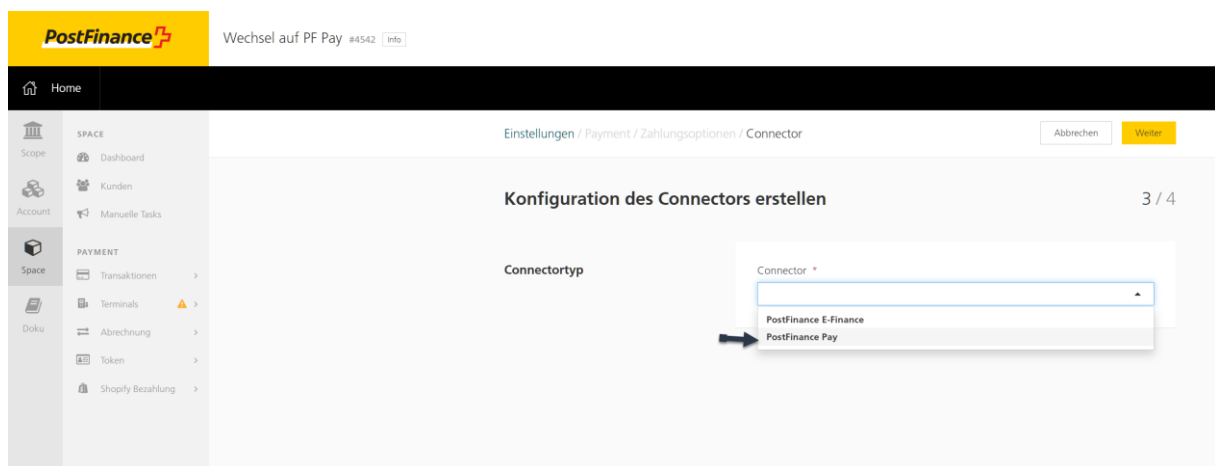 PostFinance
Wechsel auf PF Pay #4542 Info
Home
Scope
Account
Space
Doku
SPACE
Dashboard
Kunden
Manuelle Tasks
PAYMENT
Transaktionen
Terminals
Abrechnung
Token
Shopify Bezahlung
Einstellungen / Payment / Zahlungsoptionen / Connector
Abbrechen
Weiter
Konfiguration des Connectors erstellen
3 / 4
Connectortyp
Connector *
PostFinance E-Finance
PostFinance Pay